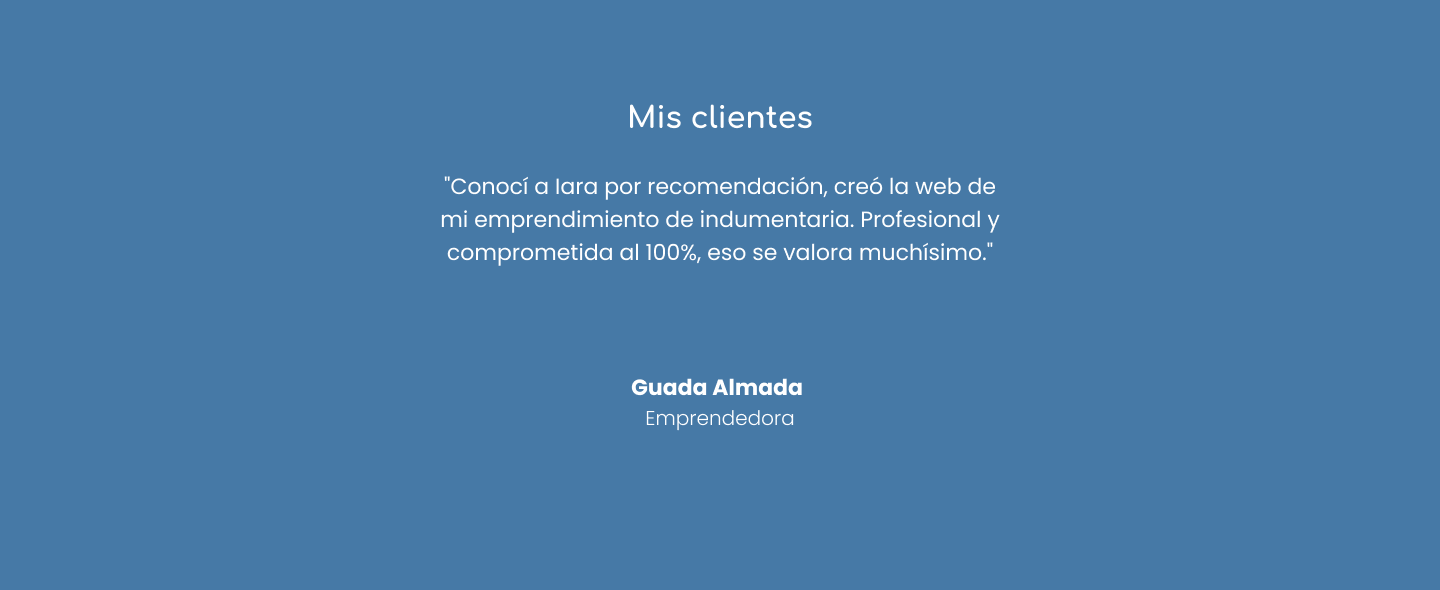 Mis clientes
"Conocí a Iara por recomendación, creó la web de
mi emprendimiento de indumentaria. Profesional y
comprometida al 100%, eso se valora muchísimo."
Guada Almada
Emprendedora